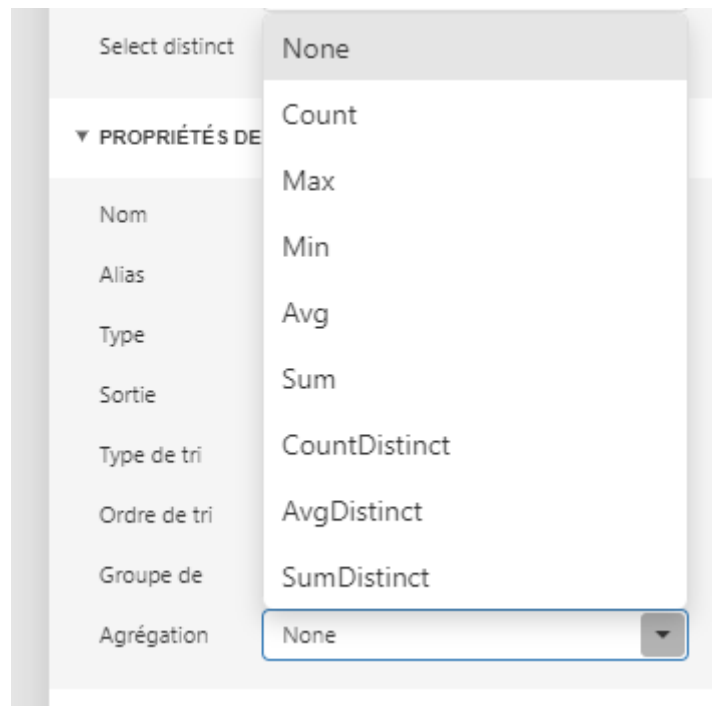 Select distinct
None
Count
PROPRIÉTÉS DE
Max
Nom
Min
Alias
Avg
Type
Sum
Sortie
CountDistinct
Type de tri
AvgDistinct
Ordre de tri
SumDistinct
Groupe de
Agrégation
None